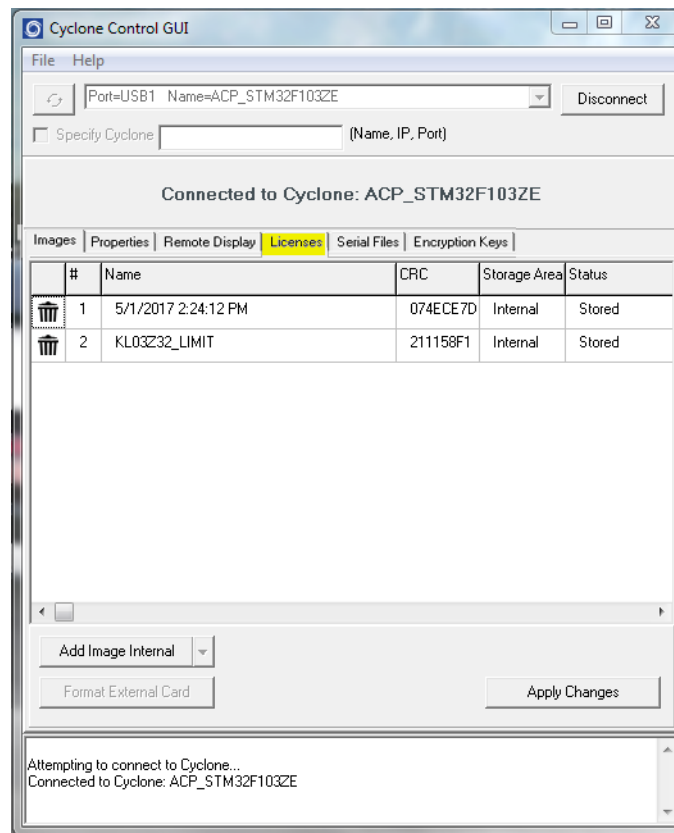 Cyclone Control GUI
File Help
Port=USB1 Name=ACP_STM32F103ZE
Disconnect
Specify Cyclone
(Name, IP, Port)
Connected to Cyclone: ACP_STM32F103ZE
Images Properties Remote Display Licenses Serial Files Encryption Keys
# Name CRC Storage Area Status
1 5/1/2017 2:24:12 PM 074ECE7D Internal Stored
2 KL03Z32_LIMIT 211158F1 Internal Stored
Add Image Internal
Format External Card Apply Changes
Attempting to connect to Cyclone...
Connected to Cyclone: ACP_STM32F103ZE